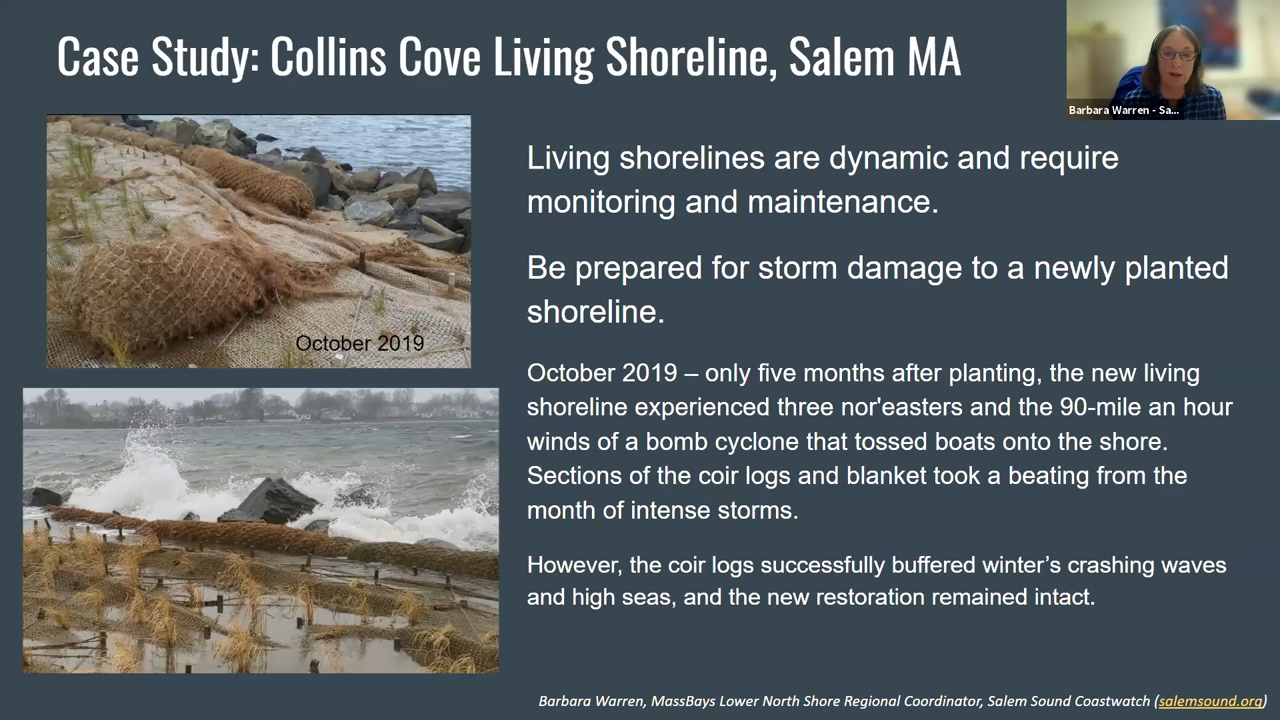 Case Study: Collins Cove Living Shoreline, Salem MA
Barbara Warren - Sa...
Living shorelines are dynamic and require
monitoring and maintenance.
Be prepared for storm damage to a newly planted
shoreline.
October 2019
October 2019 – only five months after planting, the new living
shoreline experienced three nor'easters and the 90-mile an hour
winds of a bomb cyclone that tossed boats onto the shore.
Sections of the coir logs and blanket took a beating from the
month of intense storms.
However, the coir logs successfully buffered winter’s crashing waves
and high seas, and the new restoration remained intact.
Barbara Warren, MassBays Lower North Shore Regional Coordinator, Salem Sound Coastwatch (salemsound.org)